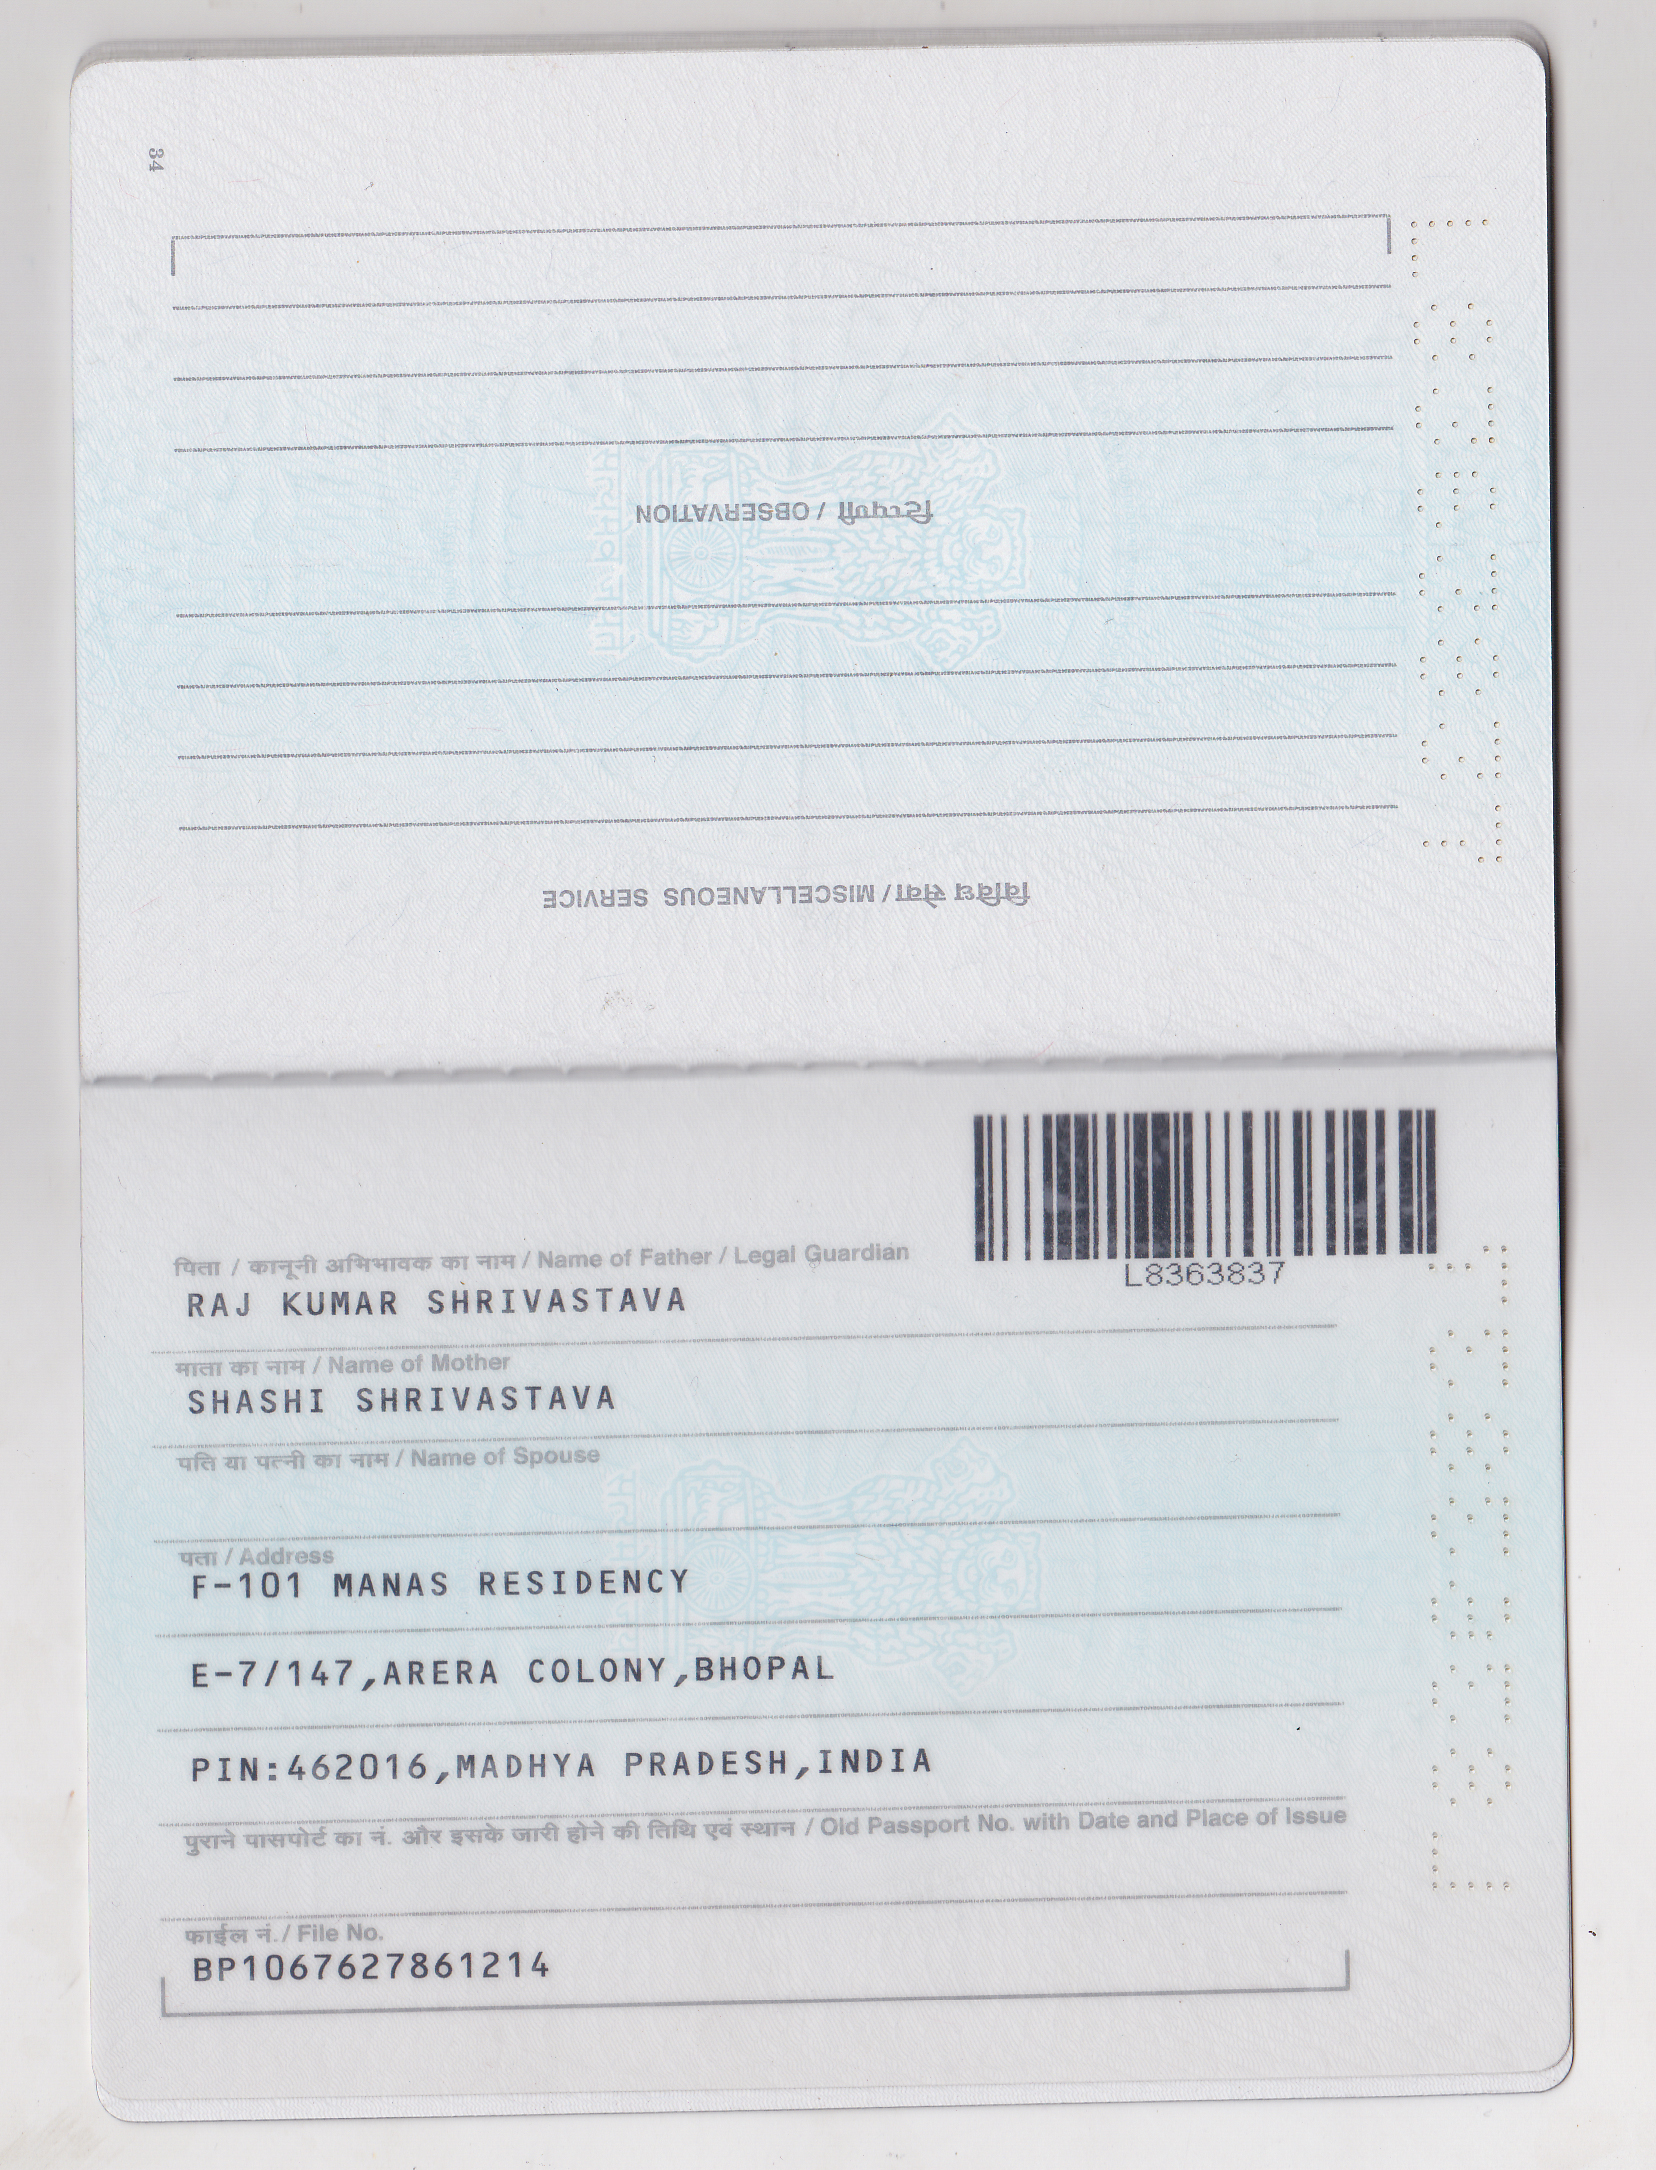 34
टिप्पणी / OBSERVATION
विविध सेवा / MISCELLANEOUS SERVICE
L8363837
पिता / कानूनी अभिभावक का नाम / Name of Father / Legal Guardian
RAJ KUMAR SHRIVASTAVA
माता का नाम / Name of Mother
SHASHI SHRIVASTAVA
पति या पत्नी का नाम / Name of Spouse
पता / Address
F-101 MANAS RESIDENCY
E-7/147,ARERA COLONY,BHOPAL
PIN:462016,MADHYA PRADESH,INDIA
पुराने पासपोर्ट का नं. और इसके जारी होने की तिथि एवं स्थान / Old Passport No. with Date and Place of Issue
फाईल नं./ File No.
BP1067627861214